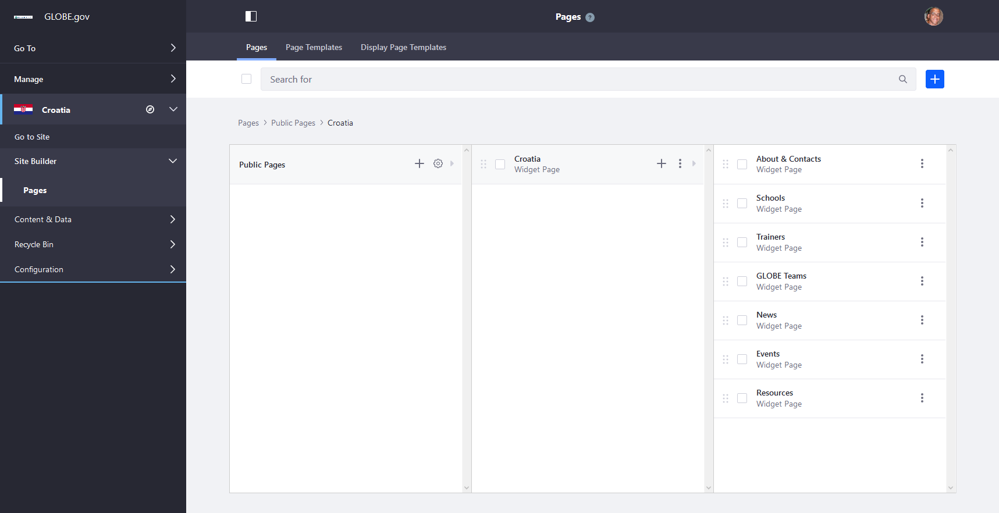 GLOBE.gov
Pages ?
Go To
Manage
Croatia
Go to Site
Site Builder
Pages
Content & Data
Recycle Bin
Configuration
Pages Page Templates Display Page Templates
Search for
Pages > Public Pages > Croatia
Public Pages
Croatia
Widget Page
About & Contacts
Widget Page
Schools
Widget Page
Trainers
Widget Page
GLOBE Teams
Widget Page
News
Widget Page
Events
Widget Page
Resources
Widget Page